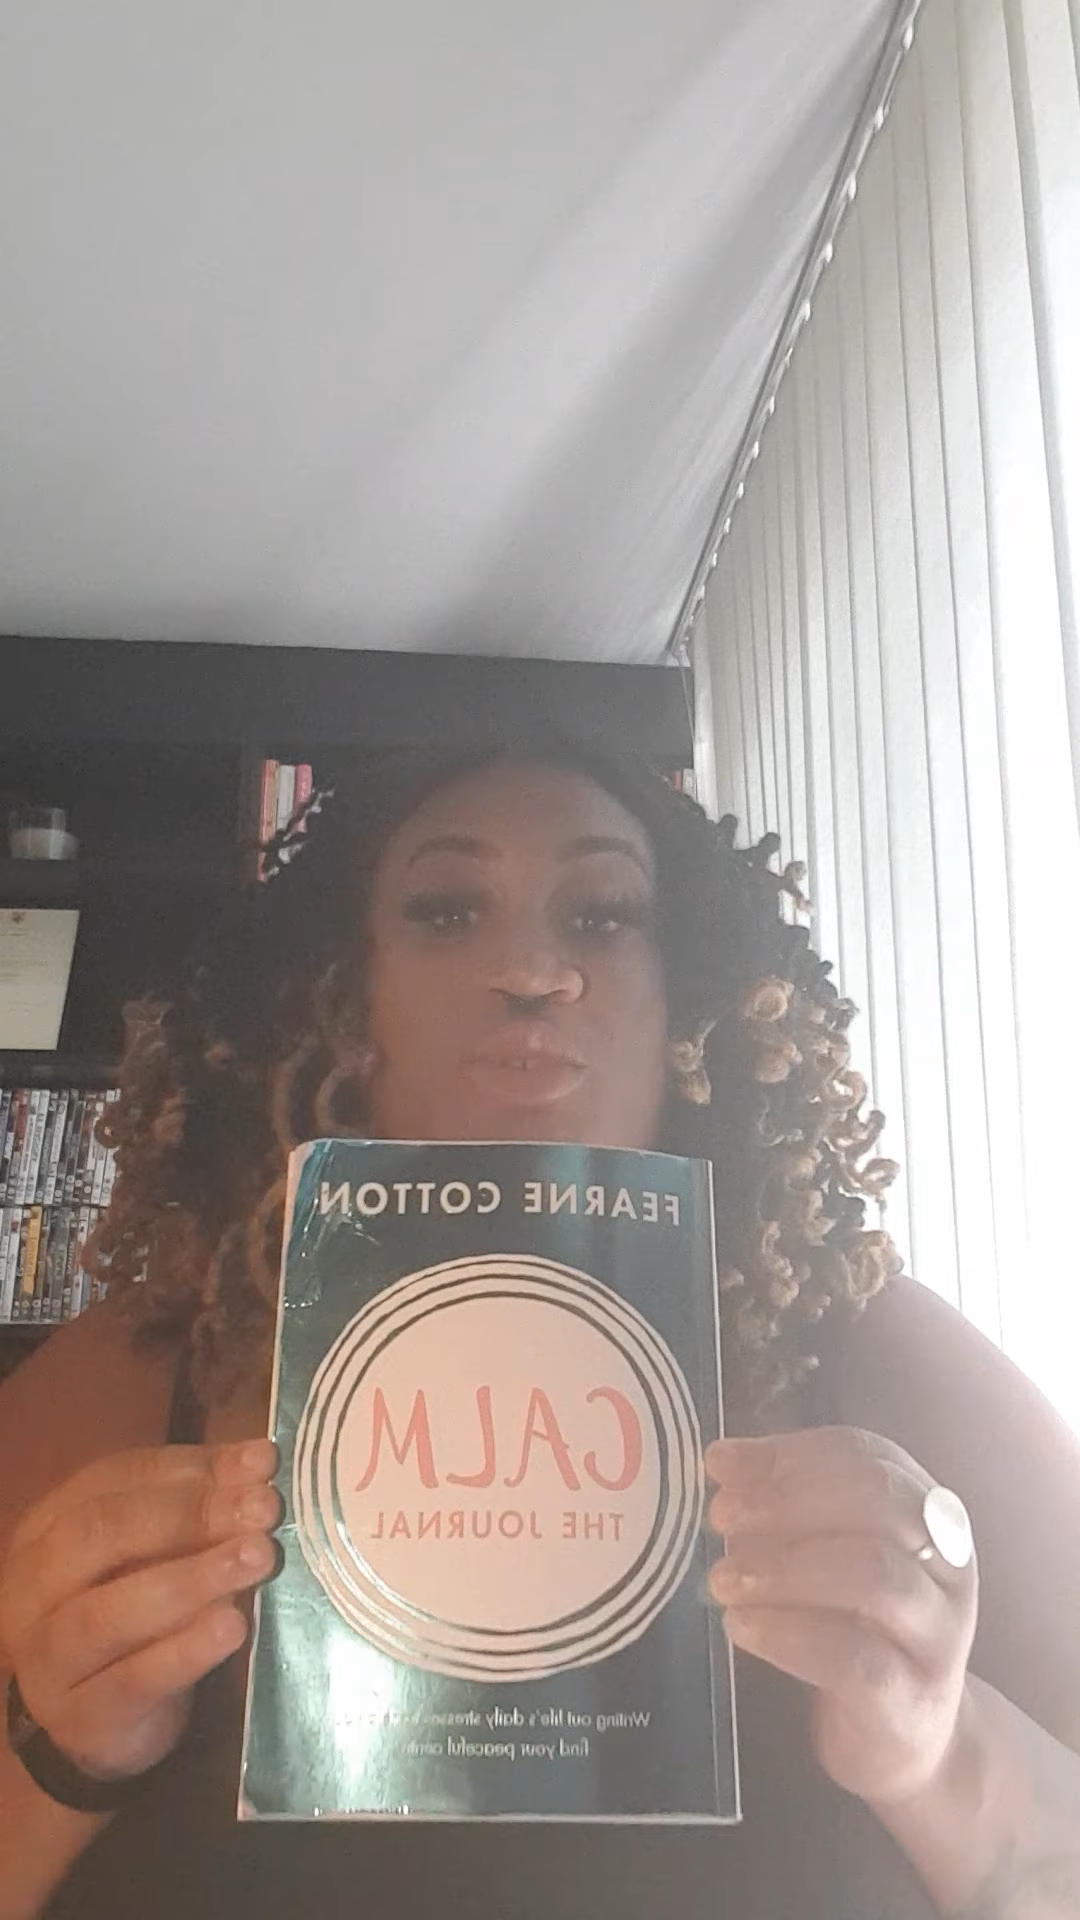 FEARNE COTTON
CALM
THE JOURNAL
Writing out life's daily stresses
find your peaceful